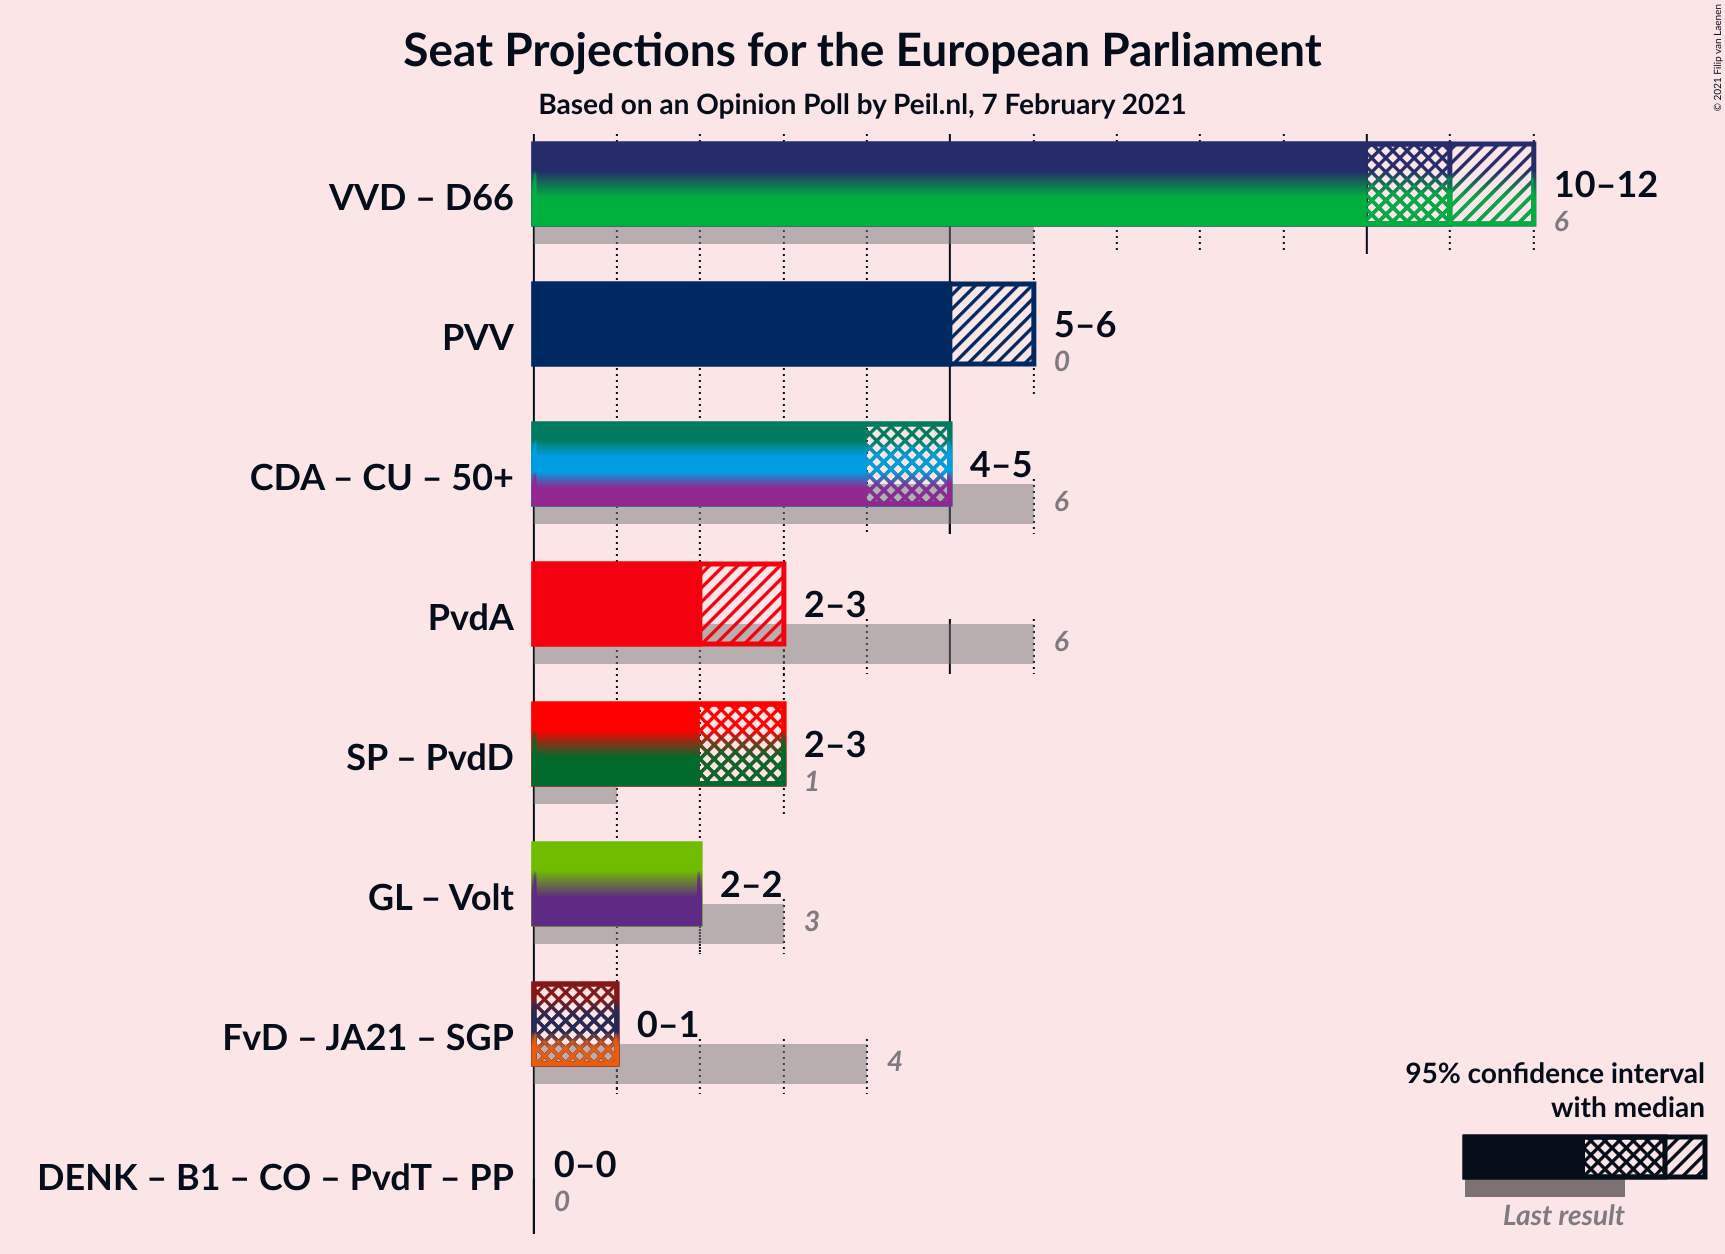 Seat Projections for the European Parliament
Based on an Opinion Poll by Peil.nl, 7 February 2021
© 2021 Filip van Laenen
VVD – D66
10–12
6
PVV
5–6
0
CDA – CU – 50+
4–5
6
PvdA
2–3
6
SP – PvdD
2–3
1
GL – Volt
2–2
3
FvD – JA21 – SGP
0–1
4
DENK – B1 – CO – PvdT – PP
0–0
0
95% confidence interval
with median
Last result